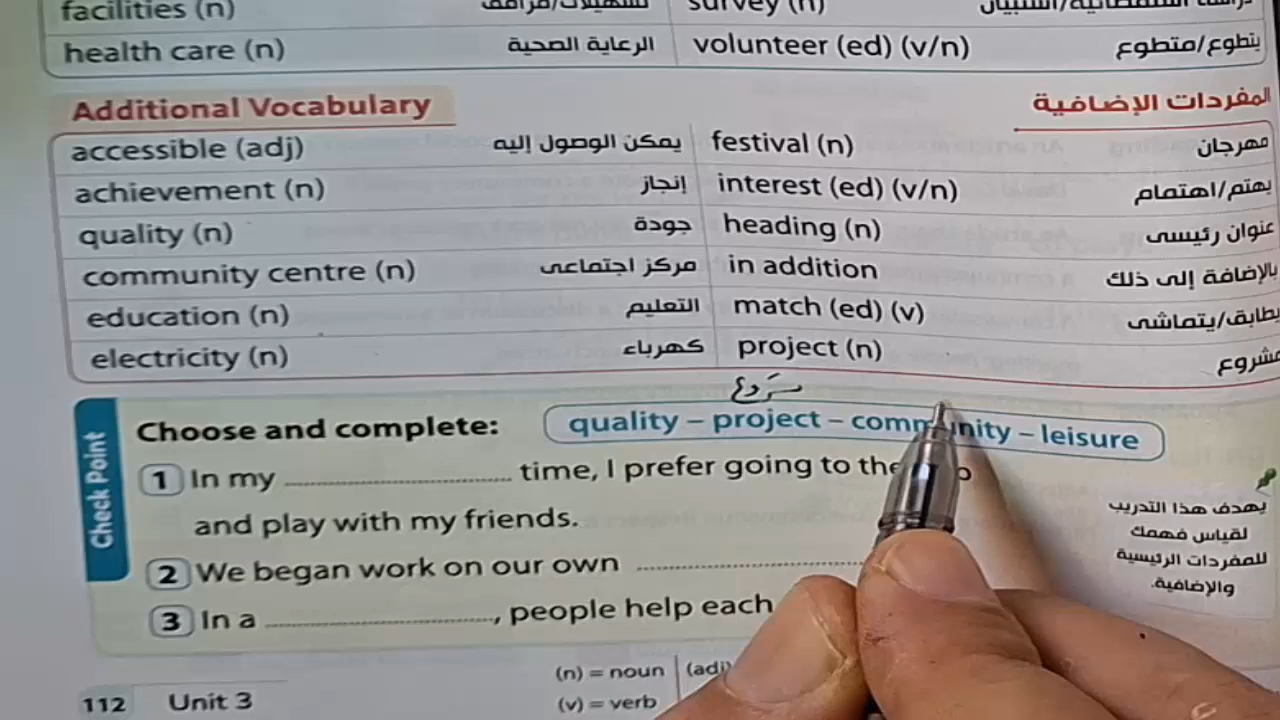 facilities (n) تسهيلات/مرافق survey (n)
health care (n) الرعاية الصحية volunteer (ed) (v/n) يتطوع/متطوع
Additional Vocabulary المفردات الإضافية
accessible (adj) يمكن الوصول إليه festival (n) مهرجان
achievement (n) إنجاز interest (ed) (v/n) يهتم/اهتمام
quality (n) جودة heading (n) عنوان رئيسى
community centre (n) مركز اجتماعى in addition بالإضافة إلى ذلك
education (n) التعليم match (ed) (v) يطابق/يتماشى
electricity (n) كهرباء project (n) مشروع
Check Point
Choose and complete: quality – project – community – leisure
1 In my ........................ time, I prefer going to the
and play with my friends.
2 We began work on our own ........................
3 In a ........................, people help each
يهدف هذا التدريب
لقياس فهمك
للمفردات الرئيسية
والإضافية.
(n) = noun (adj)
112 Unit 3 (v) = verb